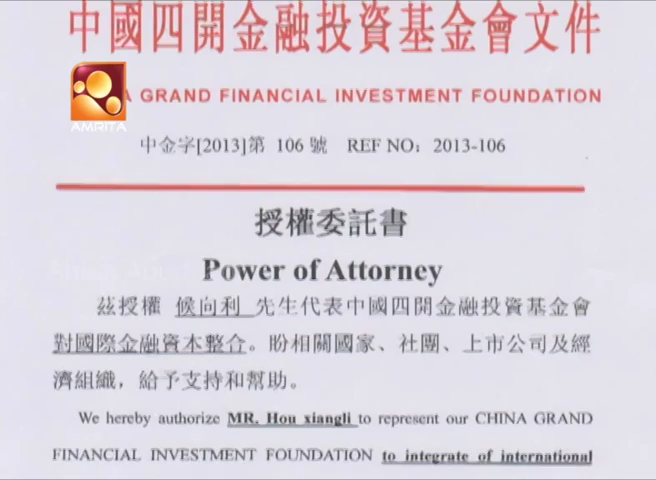 中國四開金融投資基金會文件
A GRAND FINANCIAL INVESTMENT FOUNDATION
AMRITA
中金字[2013]第 106 號 REF NO: 2013-106
授權委託書
Power of Attorney
茲授權 候向利 先生代表中國四開金融投資基金會
對國際金融資本整合。盼相關國家、社團、上市公司及經
濟組織，給予支持和幫助。
We hereby authorize MR. Hou xiangli to represent our CHINA GRAND
FINANCIAL INVESTMENT FOUNDATION to integrate of international